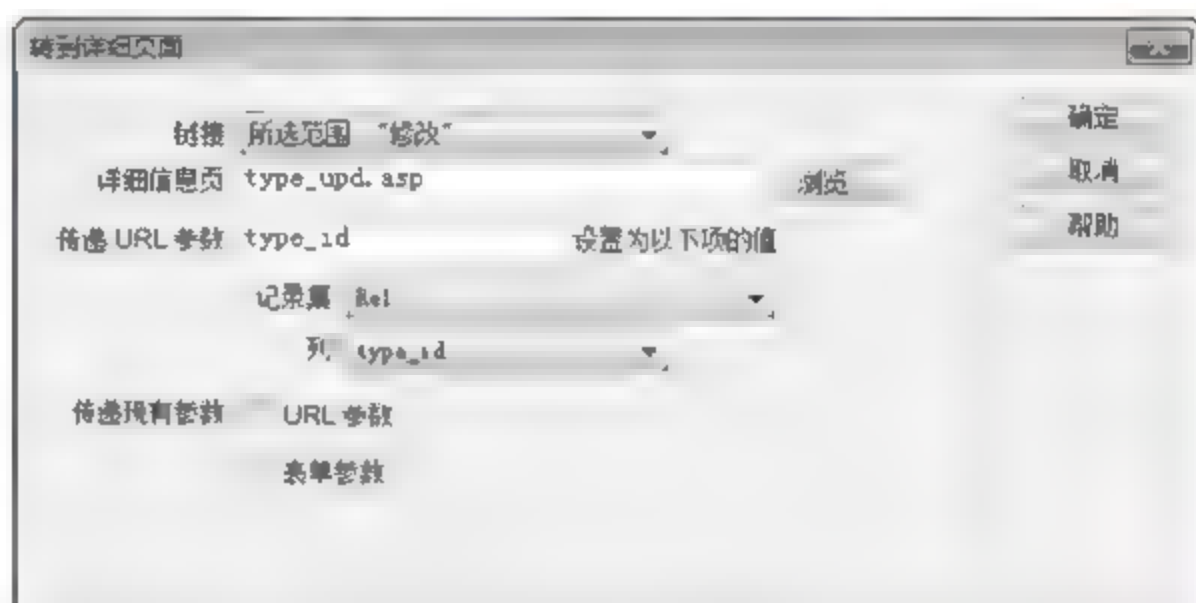 转到详细页面
链接 所选范围 "修改"
确定
详细信息页 type_upd.asp 浏览
取消
传递 URL 参数 type_id 设置为以下项的值
帮助
记录集 Re1
列 type_id
传递现有参数 URL 参数
表单参数